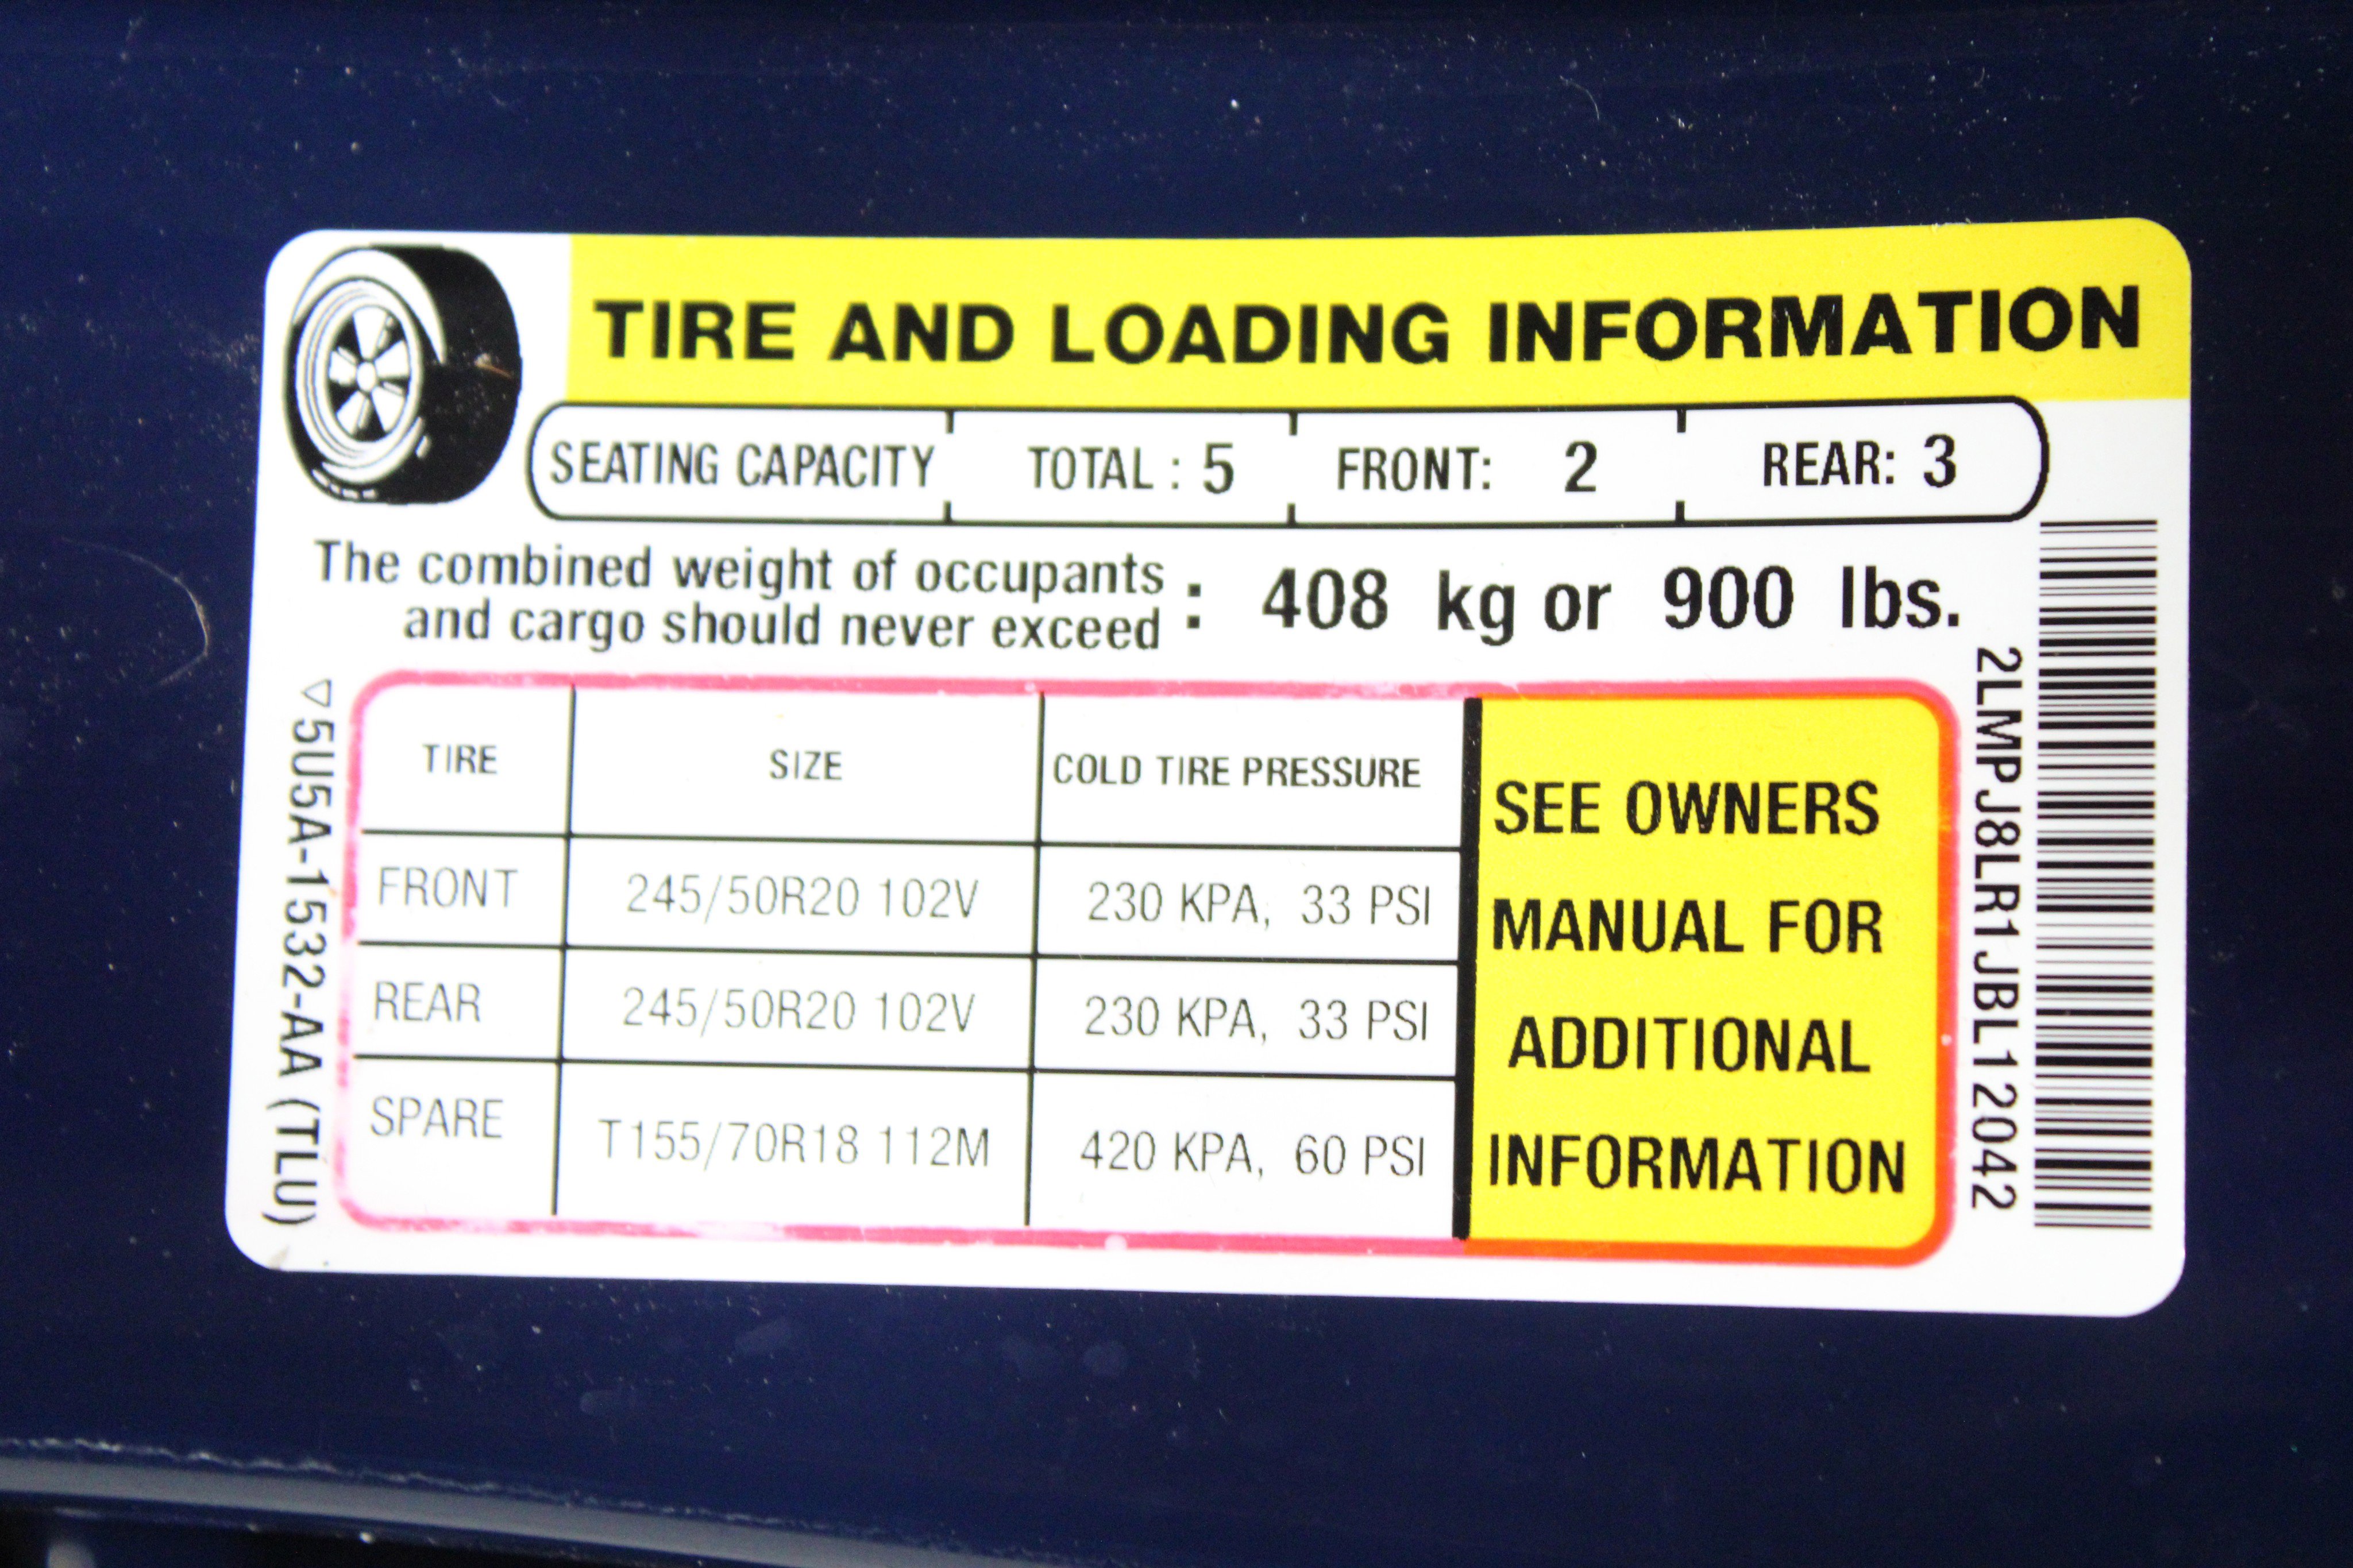 TIRE AND LOADING INFORMATION
SEATING CAPACITY TOTAL : 5 FRONT: 2 REAR: 3
The combined weight of occupants
and cargo should never exceed : 408 kg or 900 lbs.
TIRE SIZE COLD TIRE PRESSURE
FRONT 245/50R20 102V 230 KPA, 33 PSI
REAR 245/50R20 102V 230 KPA, 33 PSI
SPARE T155/70R18 112M 420 KPA, 60 PSI
SEE OWNERS
MANUAL FOR
ADDITIONAL
INFORMATION
5U5A-1532-AA (TLU)
2LMPJ8LR1JBL12042